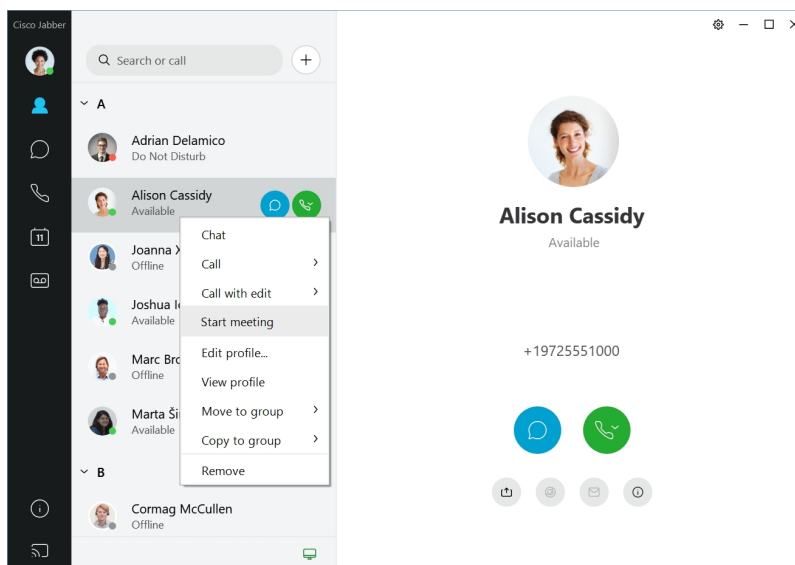 Cisco Jabber
Search or call
A
Adrian Delamico
Do Not Disturb
Alison Cassidy
Available
Joanna
Offline
Joshua
Available
Marc
Offline
Marta
Available
Chat
Call
Call with edit
Start meeting
Edit profile...
View profile
Move to group
Copy to group
Remove
B
Cormag McCullen
Offline
11
Alison Cassidy
Available
+19725551000